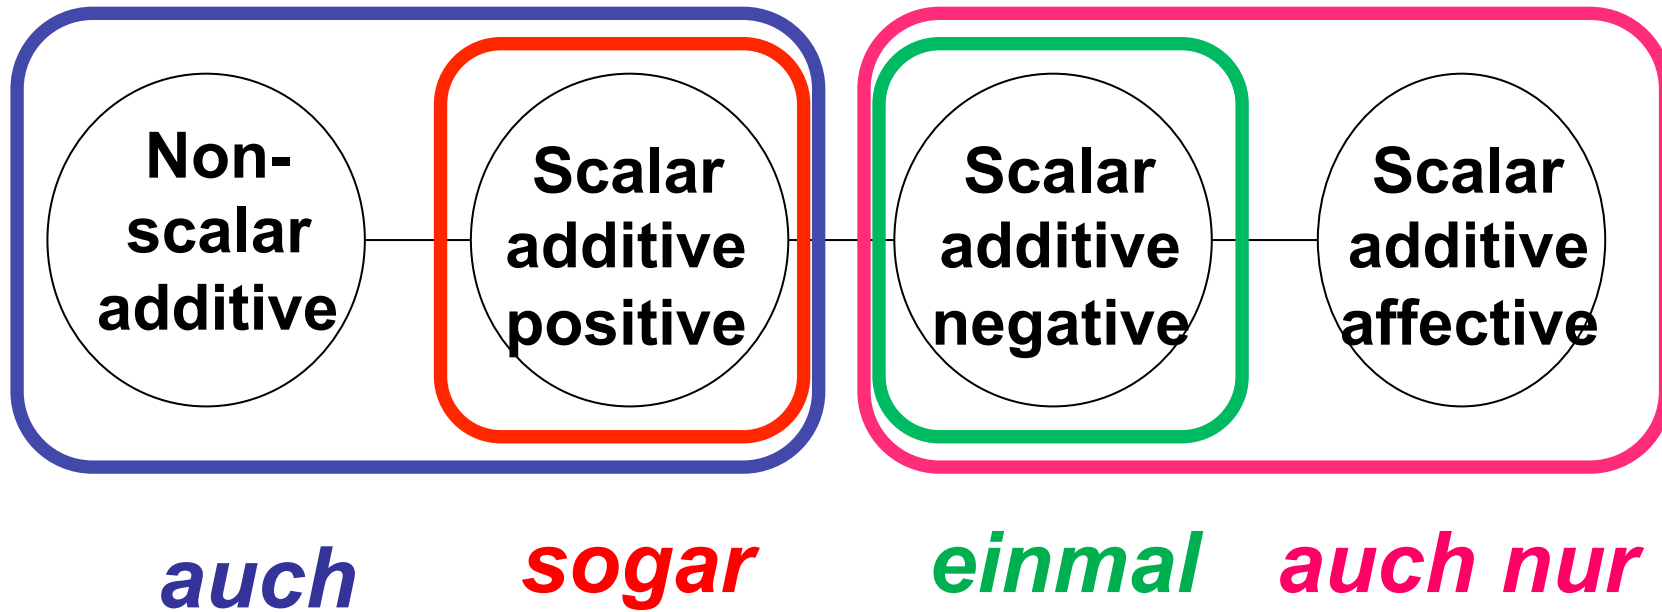 Non-
scalar
additive
Scalar
additive
positive
Scalar
additive
negative
Scalar
additive
affective
auch
sogar
einmal
auch nur